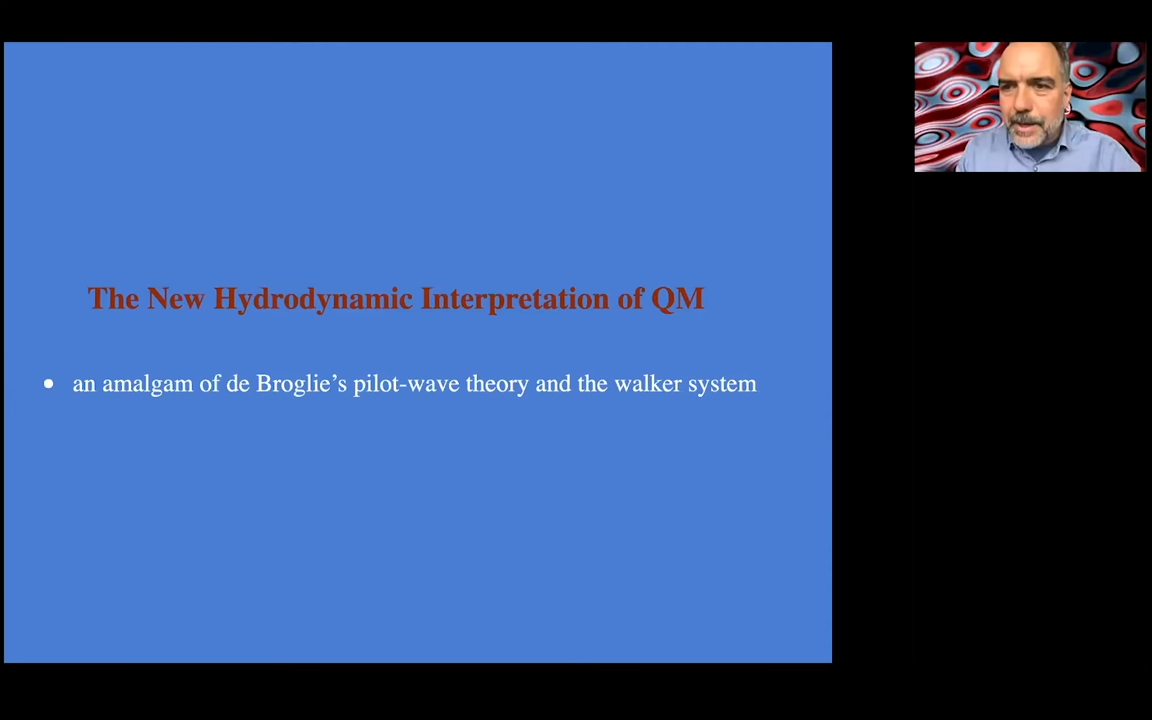 The New Hydrodynamic Interpretation of QM
• an amalgam of de Broglie’s pilot-wave theory and the walker system